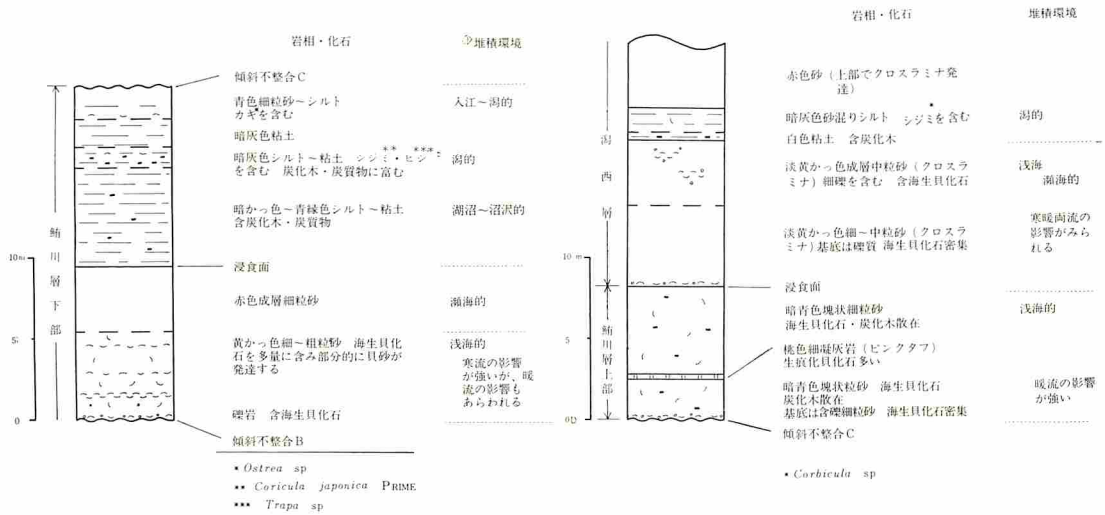 岩相・化石
堆積環境
傾斜不整合C
青色細粒砂～シルト
カキ*を含む
入江～潟的
暗灰色粘土
** ***
暗灰色シルト～粘土 シジミ・ヒシ
を含む 炭化木・炭質物に富む
潟的
暗かっ色～青緑色シルト～粘土
含炭化木・炭質物
湖沼～沼沢的
鮪川層下部
10m
浸食面
赤色成層細粒砂
瀕海的
5
黄かっ色細～粗粒砂 海生貝化
石を多量に含み部分的に貝砂が
発達する
浅海的
寒流の影響
が強いが、暖
流の影響も
あらわれる
礫岩 含海生貝化石
0
傾斜不整合B
* Ostrea sp
** Coricula japonica PRIME
*** Trapa sp
岩相・化石
堆積環境
赤色砂(上部でクロスラミナ発
達)
*
暗灰色砂混りシルト シジミを含む
潟的
白色粘土 含炭化木
潟西層
淡黄かっ色成層中粒砂(クロスラ
ミナ)細礫を含む 含海生貝化石
浅海
瀕海的
淡黄かっ色細～中粒砂(クロスラ
ミナ)基底は礫質 海生貝化石密集
寒暖両流の
影響がみら
れる
10m
浸食面
暗青色塊状細粒砂
海生貝化石・炭化木散在
浅海的
鮪川層上部
5
桃色細凝灰岩(ピンクタフ)
生痕化貝化石多い
暗青色塊状粒砂 海生貝化石
炭化木散在
基底は含礫細粒砂 海生貝化石密集
暖流の影響
が強い
0
傾斜不整合C
* Corbicula sp